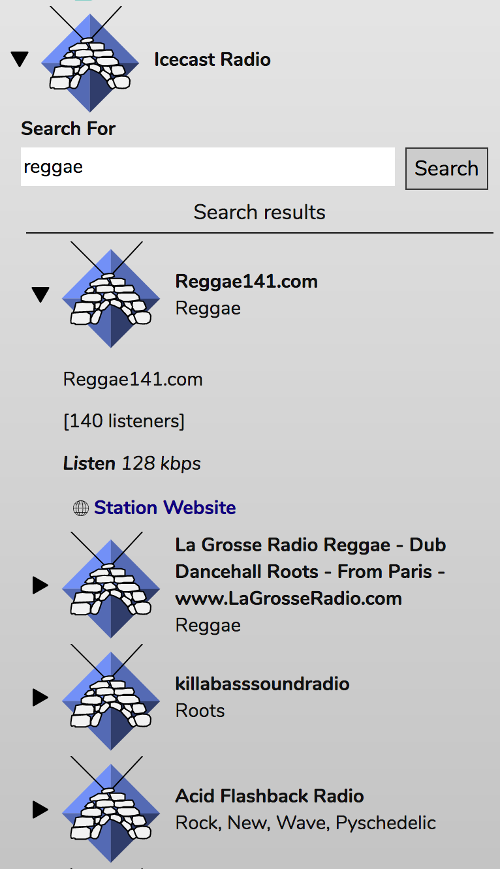 Icecast Radio
Search For
reggae
Search
Search results
Reggae141.com
Reggae
Reggae141.com
[140 listeners]
Listen 128 kbps
Station Website
La Grosse Radio Reggae - Dub
Dancehall Roots - From Paris -
www.LaGrosseRadio.com
Reggae
killabasssoundradio
Roots
Acid Flashback Radio
Rock, New, Wave, Pyschedelic